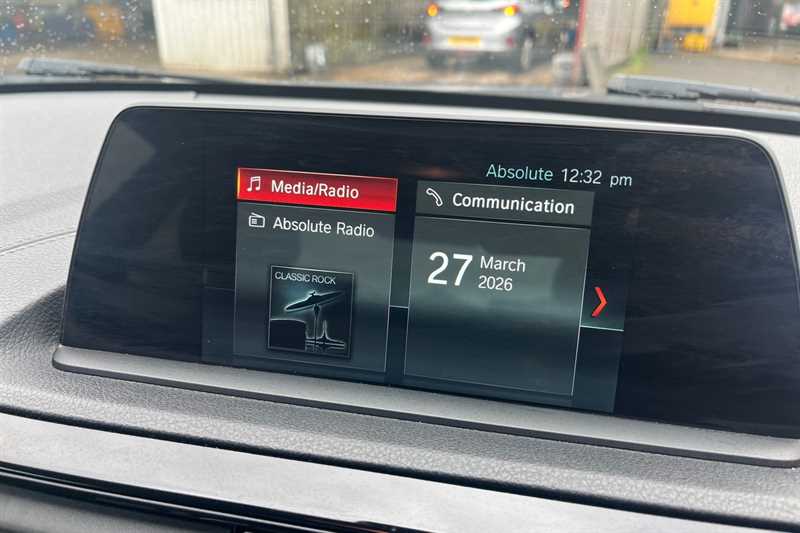 Absolute 12:32 pm
Media/Radio
Absolute Radio
CLASSIC ROCK
Communication
27 March
2026